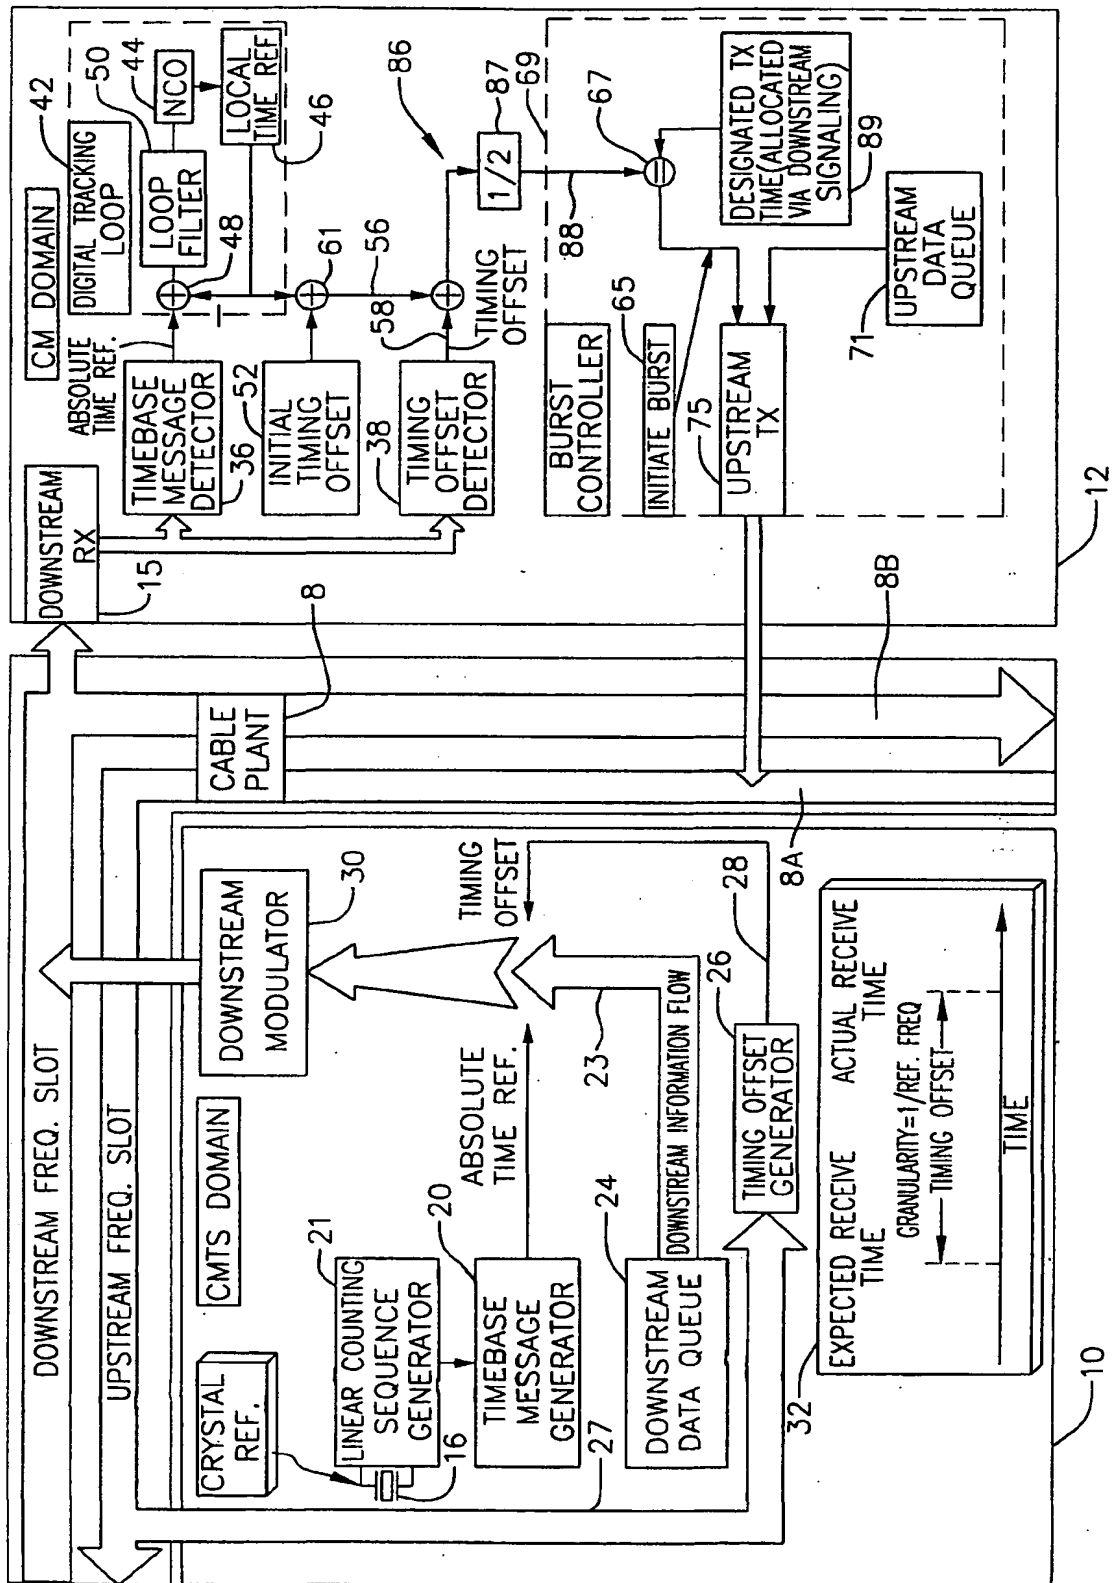 DOWNSTREAM FREQ. SLOT
UPSTREAM FREQ. SLOT
CABLE
PLANT
8
8A
8B
CMTS DOMAIN
CRYSTAL
REF.
16
21
LINEAR COUNTING
SEQUENCE
GENERATOR
20
TIMEBASE
MESSAGE
GENERATOR
ABSOLUTE
TIME REF.
24
DOWNSTREAM
DATA QUEUE
DOWNSTREAM INFORMATION FLOW
23
DOWNSTREAM
MODULATOR
30
TIMING
OFFSET
27
TIMING OFFSET
GENERATOR
26
28
32
EXPECTED RECEIVE
TIME
ACTUAL RECEIVE
TIME
GRANULARITY=1/REF. FREQ
TIMING OFFSET
TIME
10
CM DOMAIN
DOWNSTREAM
RX
15
ABSOLUTE
TIME REF.
TIMEBASE
MESSAGE
DETECTOR
36
DIGITAL TRACKING
LOOP
42
48
LOOP
FILTER
50
NCO
44
LOCAL
TIME REF
46
–
INITIAL
TIMING
OFFSET
52
61
56
TIMING
OFFSET
DETECTOR
38
58
TIMING
OFFSET
86
1/2
87
88
69
BURST
CONTROLLER
INITIATE BURST
65
67
DESIGNATED TX
TIME(ALLOCATED
VIA DOWNSTREAM
SIGNALING)
89
UPSTREAM
TX
75
UPSTREAM
DATA
QUEUE
71
12